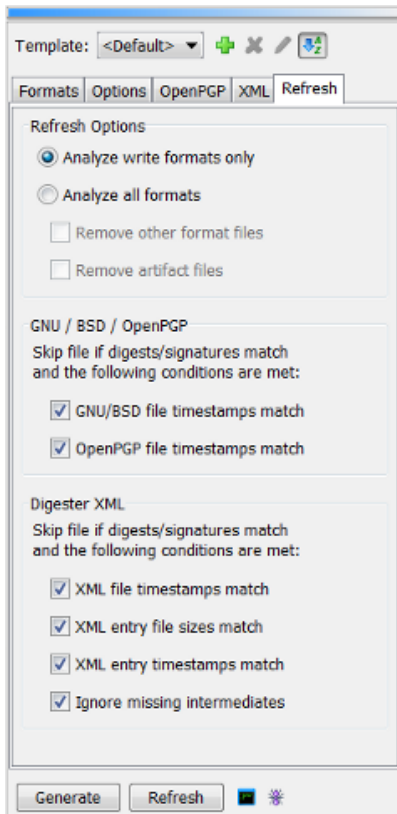 Template: <Default>
Formats Options OpenPGP XML Refresh
Refresh Options
Analyze write formats only
Analyze all formats
Remove other format files
Remove artifact files
GNU / BSD / OpenPGP
Skip file if digests/signatures match
and the following conditions are met:
GNU/BSD file timestamps match
OpenPGP file timestamps match
Digester XML
Skip file if digests/signatures match
and the following conditions are met:
XML file timestamps match
XML entry file sizes match
XML entry timestamps match
Ignore missing intermediates
Generate Refresh